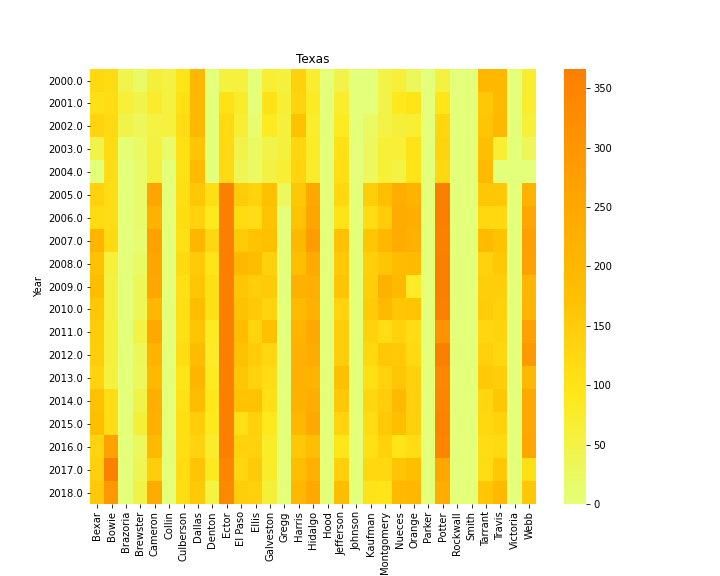 Texas
2000.0
2001.0
2002.0
2003.0
2004.0
2005.0
2006.0
2007.0
2008.0
2009.0
2010.0
2011.0
2012.0
2013.0
2014.0
2015.0
2016.0
2017.0
2018.0
Year
Bexar
Bowie
Brazoria
Brewster
Cameron
Collin
Culberson
Dallas
Denton
Ector
El Paso
Ellis
Galveston
Gregg
Harris
Hidalgo
Hood
Jefferson
Johnson
Kaufman
Montgomery
Nueces
Orange
Parker
Potter
Rockwall
Smith
Tarrant
Travis
Victoria
Webb
350
300
250
200
150
100
50
0